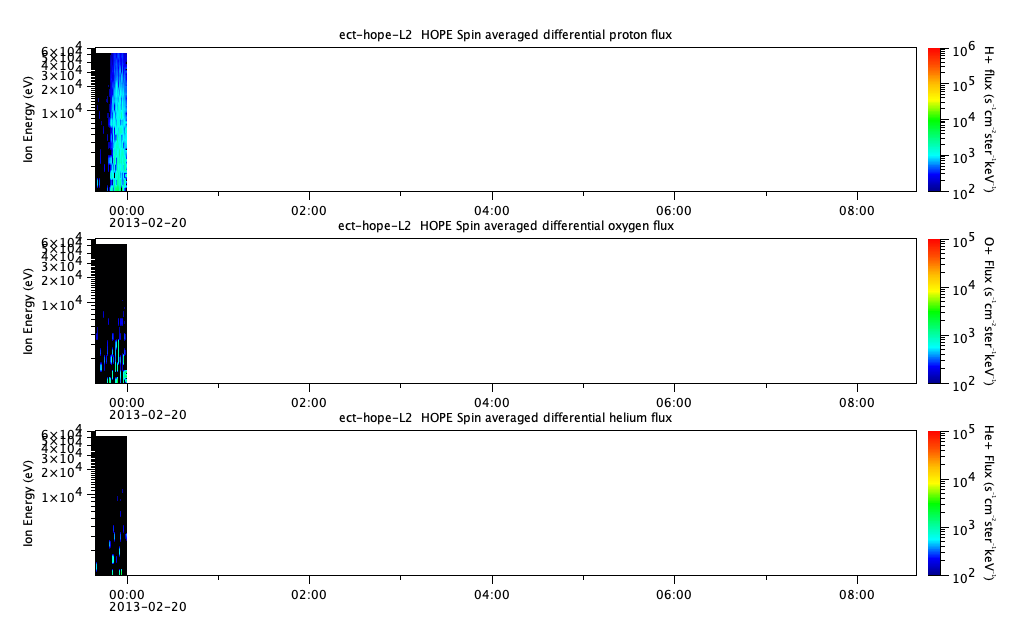 ect-hope-L2  HOPE Spin averaged differential proton flux
6×10⁴
5×10⁴
4×10⁴
3×10⁴
2×10⁴
1×10⁴
Ion Energy (eV)
10⁶
10⁵
10⁴
10³
10²
H+ flux (s⁻¹cm⁻²ster⁻¹keV⁻¹)
00:00 02:00 04:00 06:00 08:00
2013-02-20
ect-hope-L2  HOPE Spin averaged differential oxygen flux
6×10⁴
5×10⁴
4×10⁴
3×10⁴
2×10⁴
1×10⁴
Ion Energy (eV)
10⁵
10⁴
10³
10²
O+ Flux (s⁻¹cm⁻²ster⁻¹keV⁻¹)
00:00 02:00 04:00 06:00 08:00
2013-02-20
ect-hope-L2  HOPE Spin averaged differential helium flux
6×10⁴
5×10⁴
4×10⁴
3×10⁴
2×10⁴
1×10⁴
Ion Energy (eV)
10⁵
10⁴
10³
10²
He+ Flux (s⁻¹cm⁻²ster⁻¹keV⁻¹)
00:00 02:00 04:00 06:00 08:00
2013-02-20